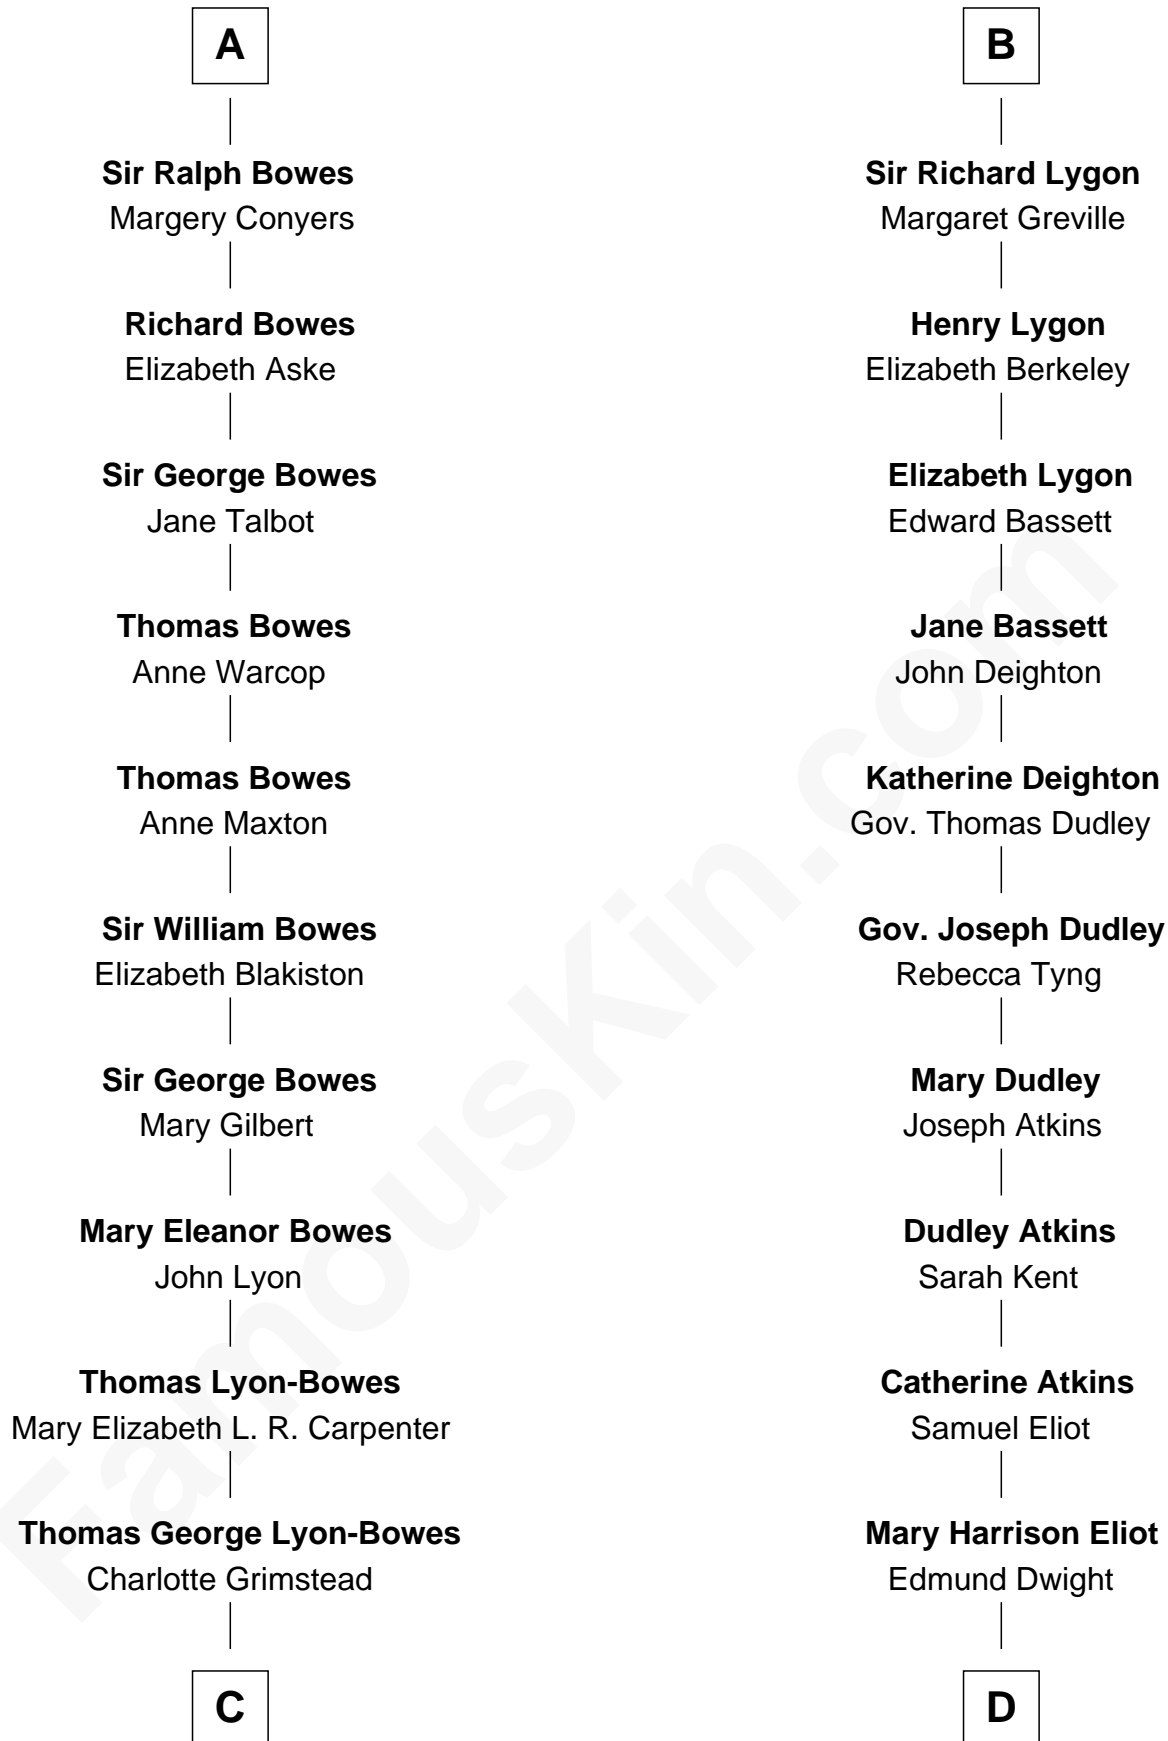 A
Sir Ralph Bowes
Margery Conyers
Richard Bowes
Elizabeth Aske
Sir George Bowes
Jane Talbot
Thomas Bowes
Anne Warcop
Thomas Bowes
Anne Maxton
Sir William Bowes
Elizabeth Blakiston
Sir George Bowes
Mary Gilbert
Mary Eleanor Bowes
John Lyon
Thomas Lyon-Bowes
Mary Elizabeth L. R. Carpenter
Thomas George Lyon-Bowes
Charlotte Grimstead
C
B
Sir Richard Lygon
Margaret Greville
Henry Lygon
Elizabeth Berkeley
Elizabeth Lygon
Edward Bassett
Jane Bassett
John Deighton
Katherine Deighton
Gov. Thomas Dudley
Gov. Joseph Dudley
Rebecca Tyng
Mary Dudley
Joseph Atkins
Dudley Atkins
Sarah Kent
Catherine Atkins
Samuel Eliot
Mary Harrison Eliot
Edmund Dwight
D
FamousKin.com